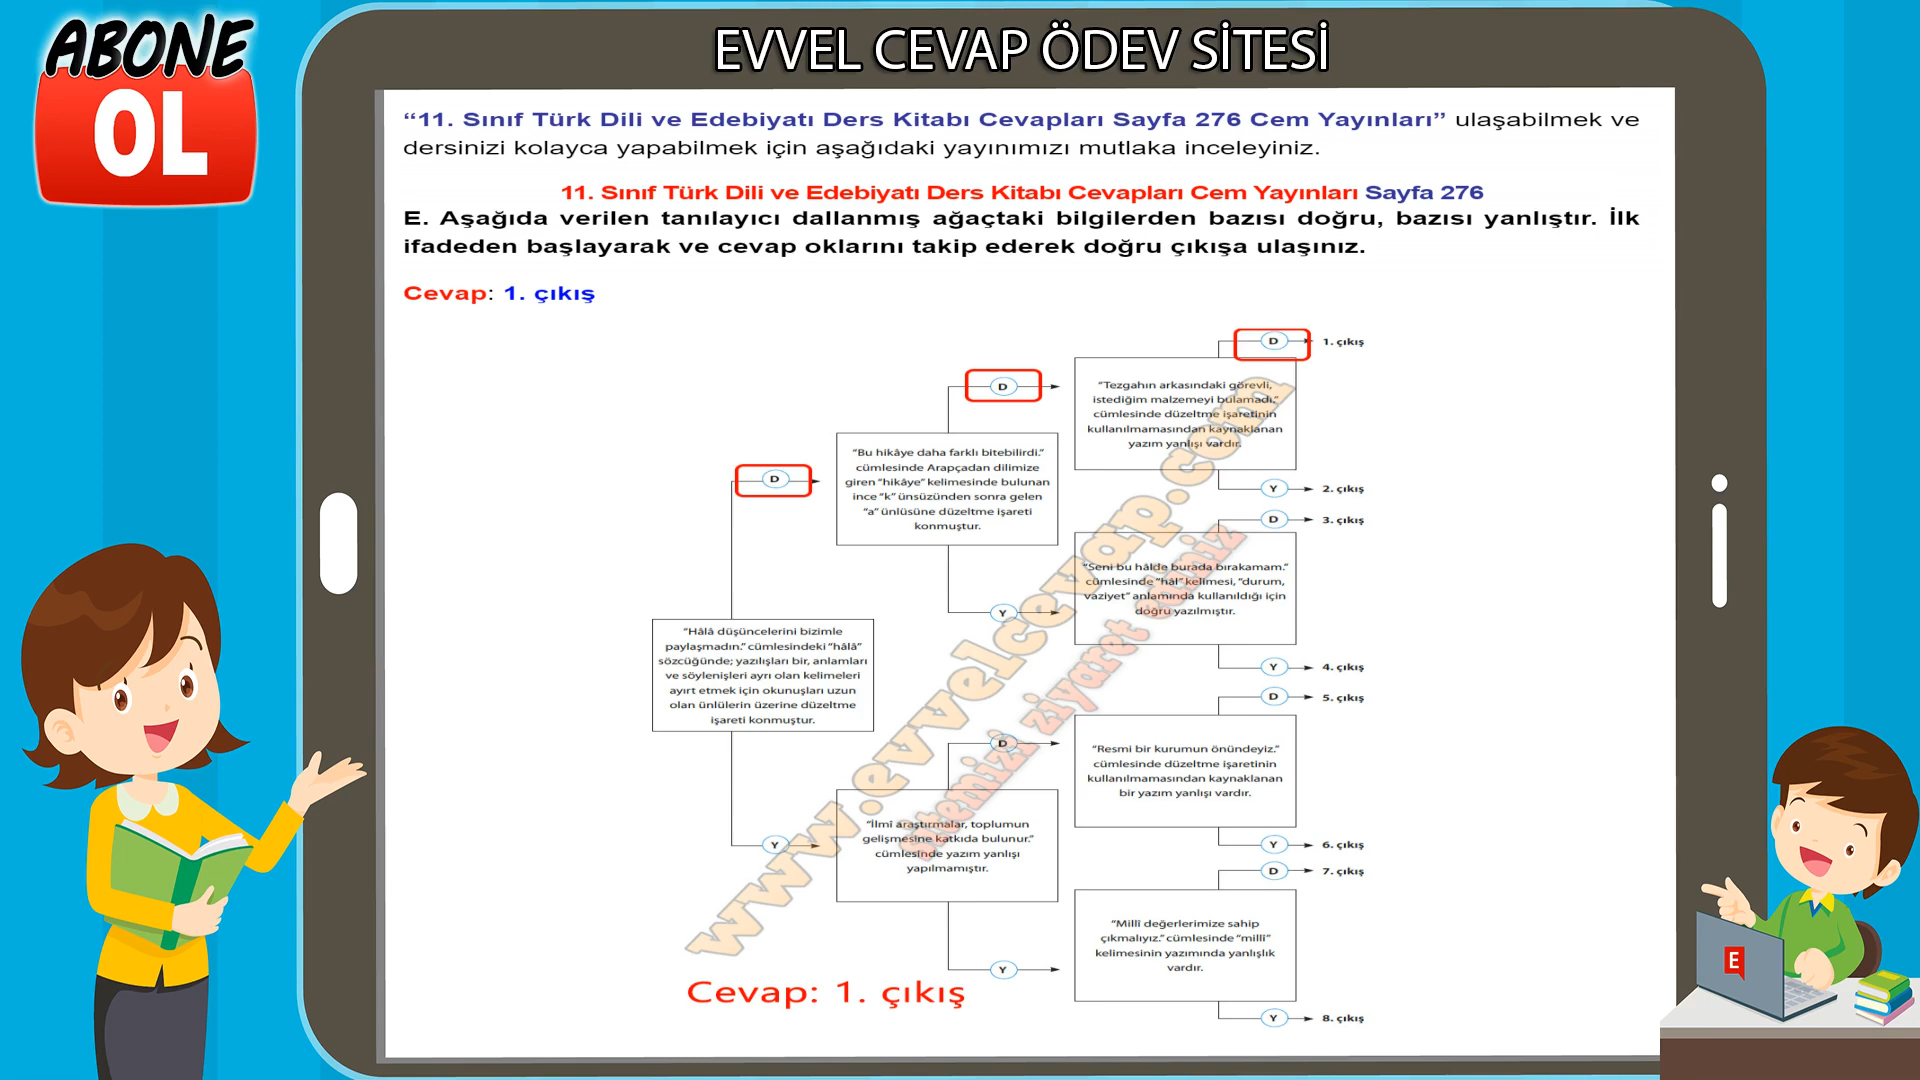 ABONE
OL
EVVEL CEVAP ÖDEV SİTESİ
“11. Sınıf Türk Dili ve Edebiyatı Ders Kitabı Cevapları Sayfa 276 Cem Yayınları” ulaşabilmek ve
dersinizi kolayca yapabilmek için aşağıdaki yayınımızı mutlaka inceleyiniz.
11. Sınıf Türk Dili ve Edebiyatı Ders Kitabı Cevapları Cem Yayınları Sayfa 276
E. Aşağıda verilen tanılayıcı dallanmış ağaçtaki bilgilerden bazısı doğru, bazısı yanlıştır. İlk
ifadeden başlayarak ve cevap oklarını takip ederek doğru çıkışa ulaşınız.
Cevap: 1. çıkış
"Hâlâ düşüncelerini bizimle
paylaşmadın." cümlesindeki "hâlâ"
sözcüğünde; yazılışları bir, anlamları
ve söylenişleri ayrı olan kelimeleri
ayırt etmek için okunuşları uzun
olan ünlülerin üzerine düzeltme
işareti konmuştur.
D
"Bu hikâye daha farklı bitebilirdi."
cümlesinde Arapçadan dilimize
giren "hikâye" kelimesinde bulunan
ince "k" ünsüzünden sonra gelen
"a" ünlüsüne düzeltme işareti
konmuştur.
D
"Tezgahın arkasındaki görevli,
istediğim malzemeyi bulamadı."
cümlesinde düzeltme işaretinin
kullanılmamasından kaynaklanan
yazım yanlışı vardır.
D
1. çıkış
Y
2. çıkış
Y
"Seni bu hâlde burada bırakamam."
cümlesinde "hâl" kelimesi, "durum,
vaziyet" anlamında kullanıldığı için
doğru yazılmıştır.
D
3. çıkış
Y
4. çıkış
Y
"İlmî araştırmalar, toplumun
gelişmesine katkıda bulunur."
cümlesinde yazım yanlışı
yapılmamıştır.
D
"Resmi bir kurumun önündeyiz."
cümlesinde düzeltme işaretinin
kullanılmamasından kaynaklanan
bir yazım yanlışı vardır.
D
5. çıkış
Y
6. çıkış
Y
"Millî değerlerimize sahip
çıkmalıyız." cümlesinde "millî"
kelimesinin yazımında yanlışlık
vardır.
D
7. çıkış
Y
8. çıkış
www.evvelcevap.com
sitemizi ziyaret ediniz
Cevap: 1. çıkış
E